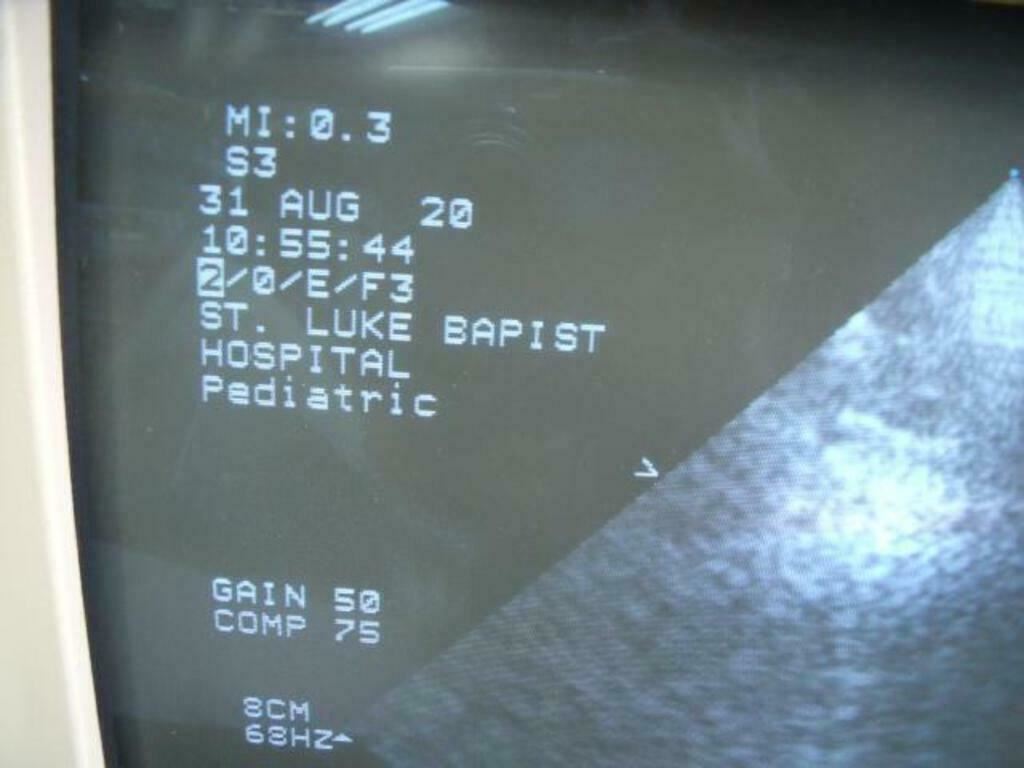 MI:0.3
S3
31 AUG 20
10:55:44
2/0/E/F3
ST. LUKE BAPIST
HOSPITAL
Pediatric
GAIN 50
COMP 75
8CM
68HZ